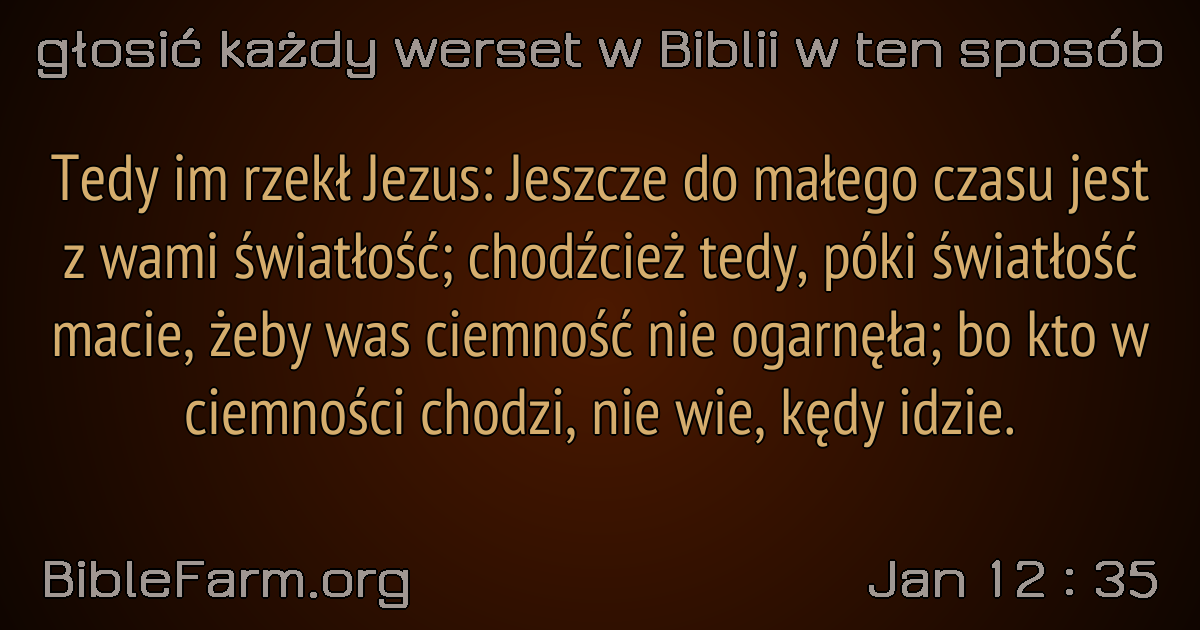 głosić każdy werset w Biblii w ten sposób
Tedy im rzekł Jezus: Jeszcze do małego czasu jest
z wami światłość; chodźcież tedy, póki światłość
macie, żeby was ciemność nie ogarnęła; bo kto w
ciemności chodzi, nie wie, kędy idzie.
BibleFarm.org
Jan 12 : 35